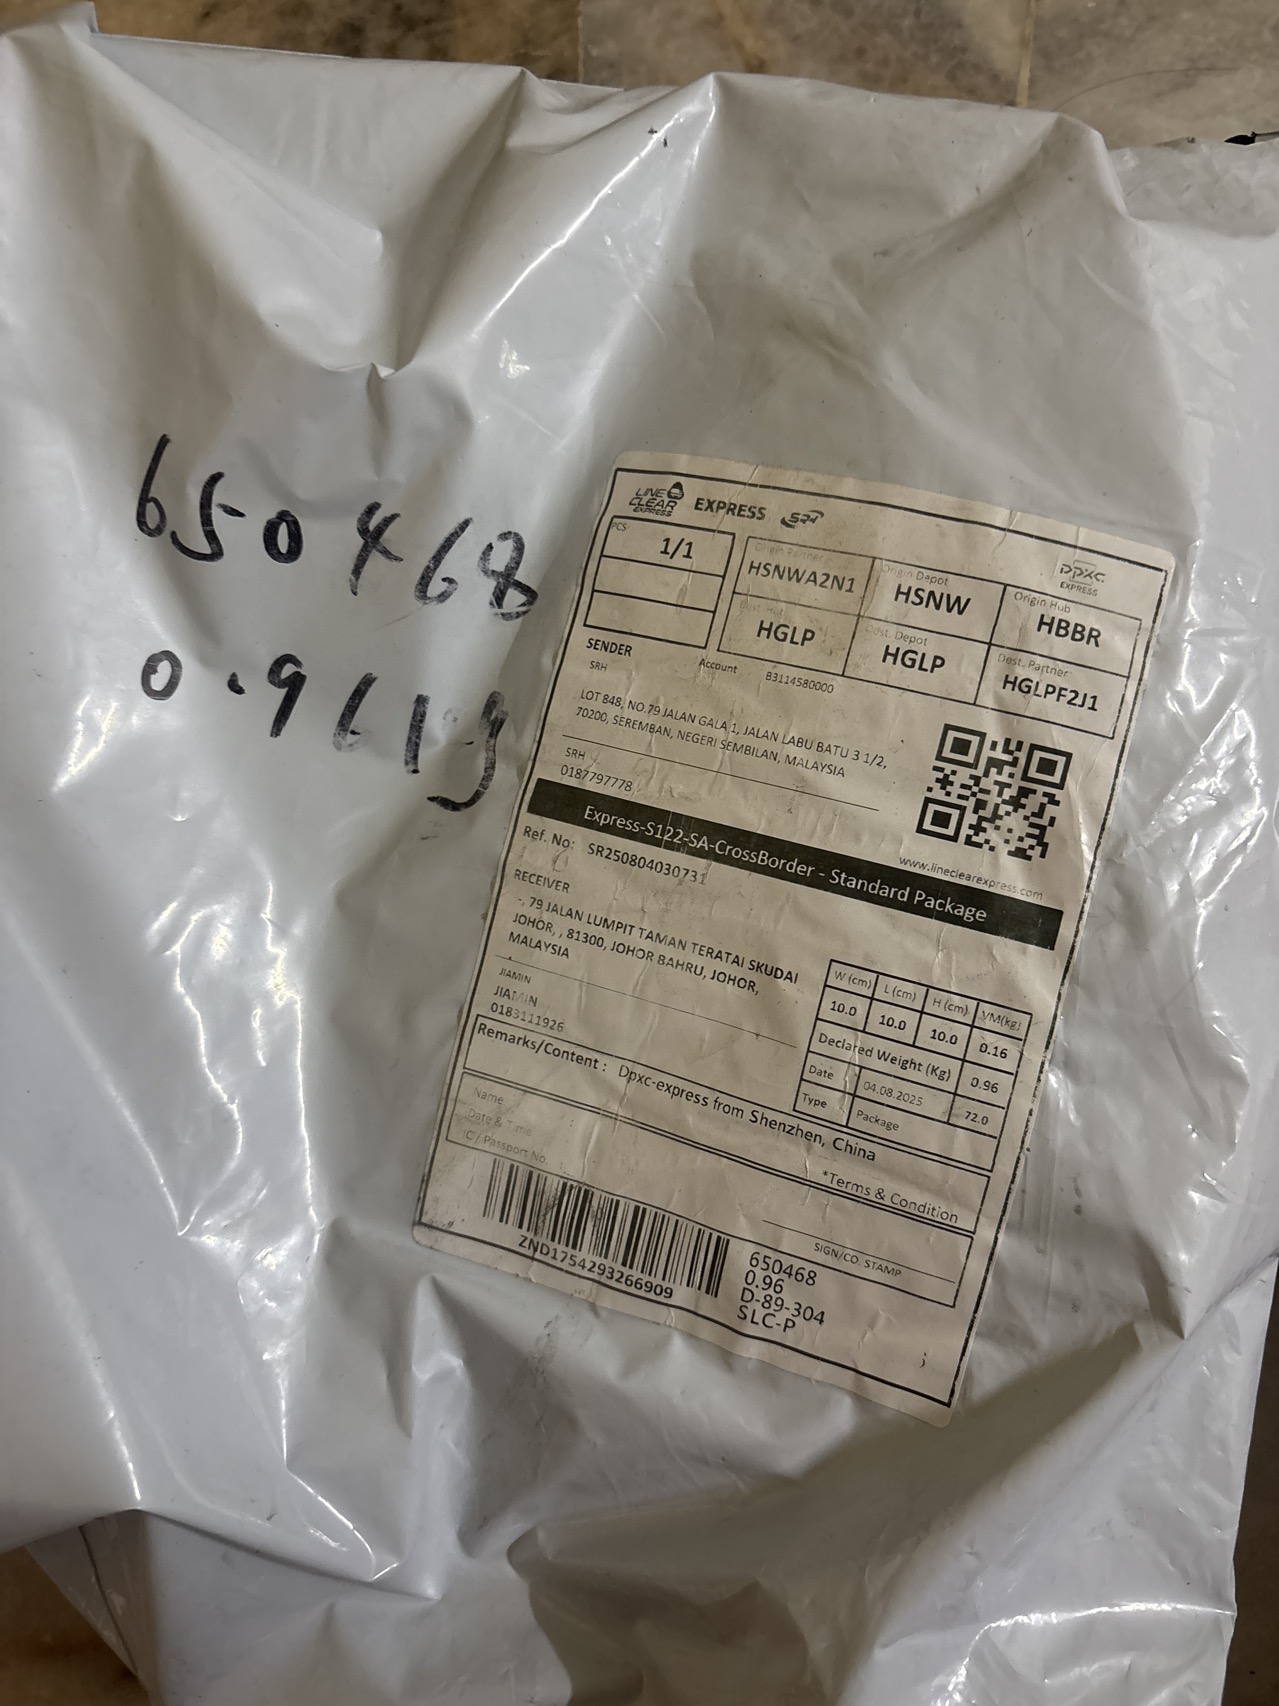 650468
0.961g
LINE CLEAR EXPRESS EXPRESS SRH
DPXC EXPRESS
PCS
1/1
Origin Partner
HSNWA2N1
Origin Depot
HSNW
Origin Hub
HBBR
Dest. Hub
HGLP
Dest. Depot
HGLP
Dest. Partner
HGLPF2J1
SENDER
SRH
Account B3114580000
LOT 848, NO 79 JALAN GALA 1, JALAN LABU BATU 3 1/2,
70200, SEREMBAN, NEGERI SEMBILAN, MALAYSIA
SRH
0187797778
www.lineclearexpress.com
Express-S122-SA-CrossBorder - Standard Package
Ref. No: SR250804030731
RECEIVER
-, 79 JALAN LUMPIT TAMAN TERATAI SKUDAI
JOHOR, , 81300, JOHOR BAHRU, JOHOR,
MALAYSIA
JIAMIN
JIAMIN
0183111926
W (cm) L (cm) H (cm) VM(kg)
10.0 10.0 10.0 0.16
Declared Weight (Kg) 0.96
Date 04.08.2025 72.0
Type Package
Remarks/Content : Dpxc-express from Shenzhen, China
*Terms & Condition
Name :
Date & Time :
IC / Passport No. :
SIGN/CO. STAMP
ZND1754293266909
650468
0.96
D-89-304
SLC-P